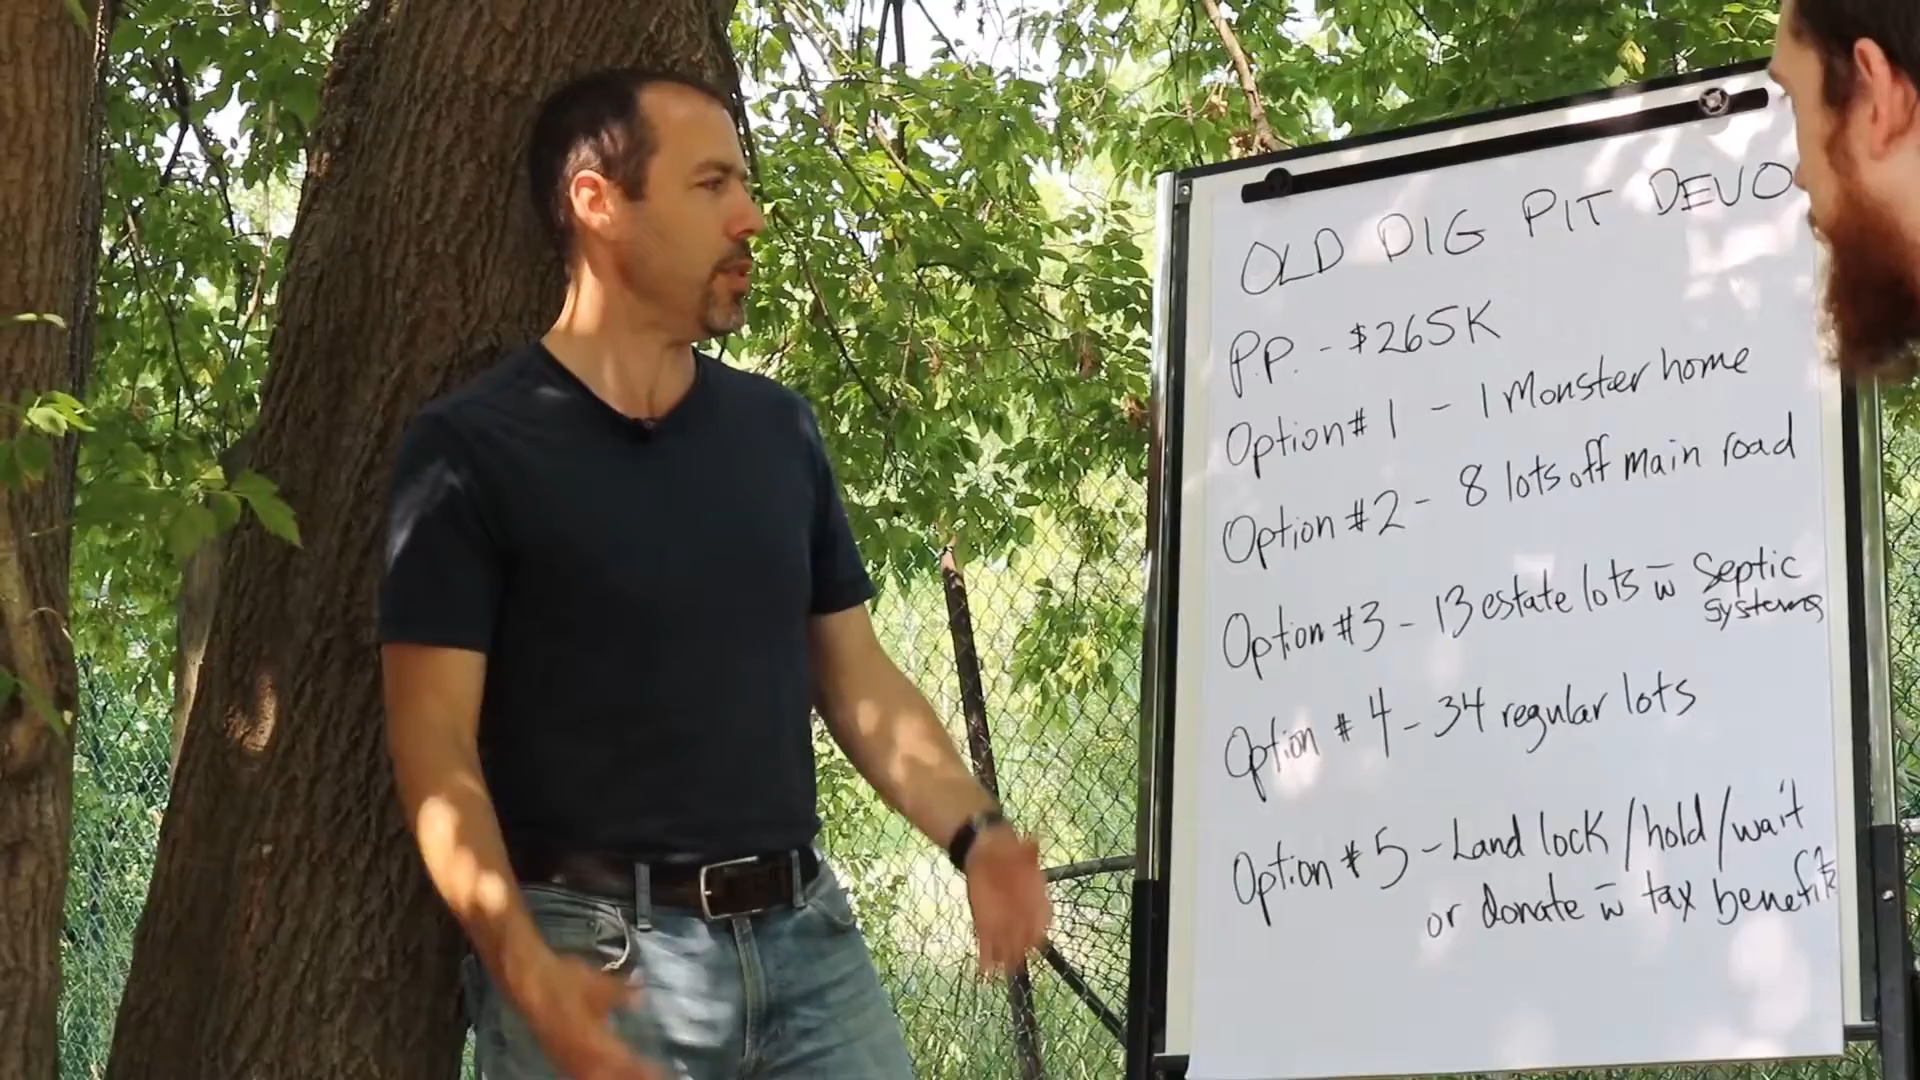 OLD DIG PIT DEVO
P.P. - $265K
Option #1 - 1 Monster home
Option #2 - 8 lots off main road
Option #3 - 13 estate lots w̄ Septic
systems
Option #4 - 34 regular lots
Option #5 - Land lock / hold / wait
or donate w̄ tax benefits